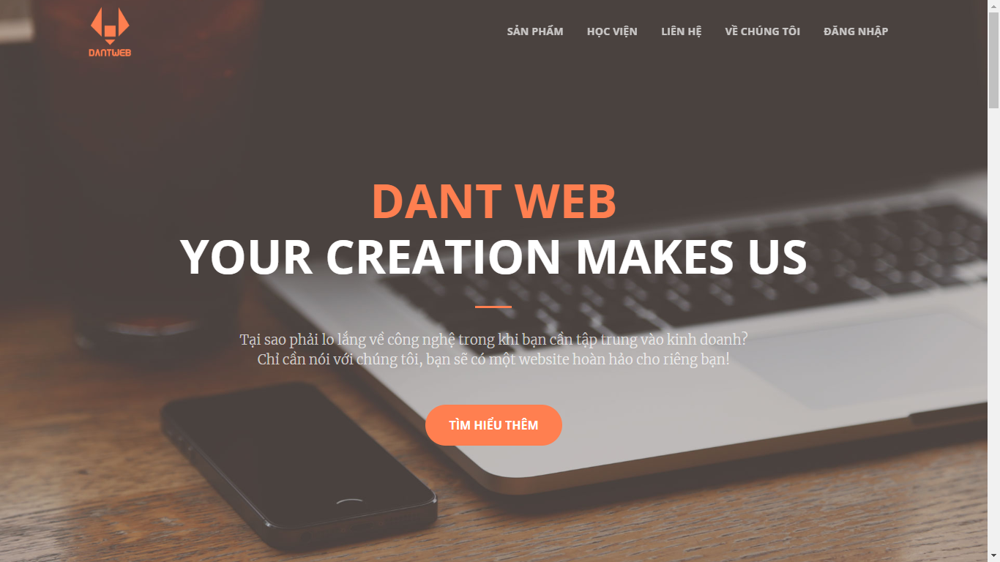 DANTWEB
SẢN PHẨM HỌC VIỆN LIÊN HỆ VỀ CHÚNG TÔI ĐĂNG NHẬP
DANT WEB
YOUR CREATION MAKES US
Tại sao phải lo lắng về công nghệ trong khi bạn cần tập trung vào kinh doanh?
Chỉ cần nói với chúng tôi, bạn sẽ có một website hoàn hảo cho riêng bạn!
TÌM HIỂU THÊM